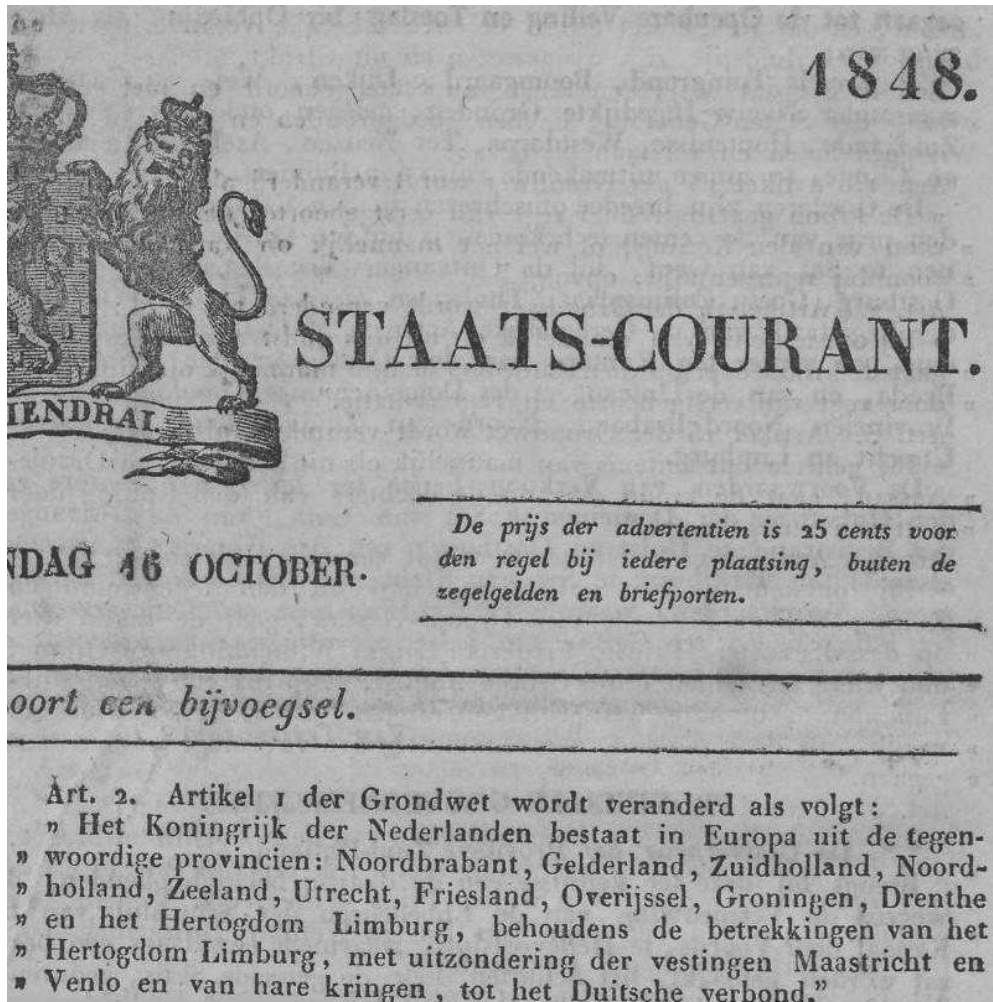 1848.
STAATS-COURANT.
IENDRAI
NDAG 16 OCTOBER.
De prijs der advertentien is 25 cents voor
den regel bij iedere plaatsing, buiten de
zegelgelden en briefporten.
oort een bijvoegsel.
Art. 2. Artikel 1 der Grondwet wordt veranderd als volgt:
„ Het Koningrijk der Nederlanden bestaat in Europa uit de tegen-
„ woordige provincien: Noordbrabant, Gelderland, Zuidholland, Noord-
„ holland, Zeeland, Utrecht, Friesland, Overijssel, Groningen, Drenthe
„ en het Hertogdom Limburg, behoudens de betrekkingen van het
„ Hertogdom Limburg, met uitzondering der vestingen Maastricht en
„ Venlo en van hare kringen, tot het Duitsche verbond.”